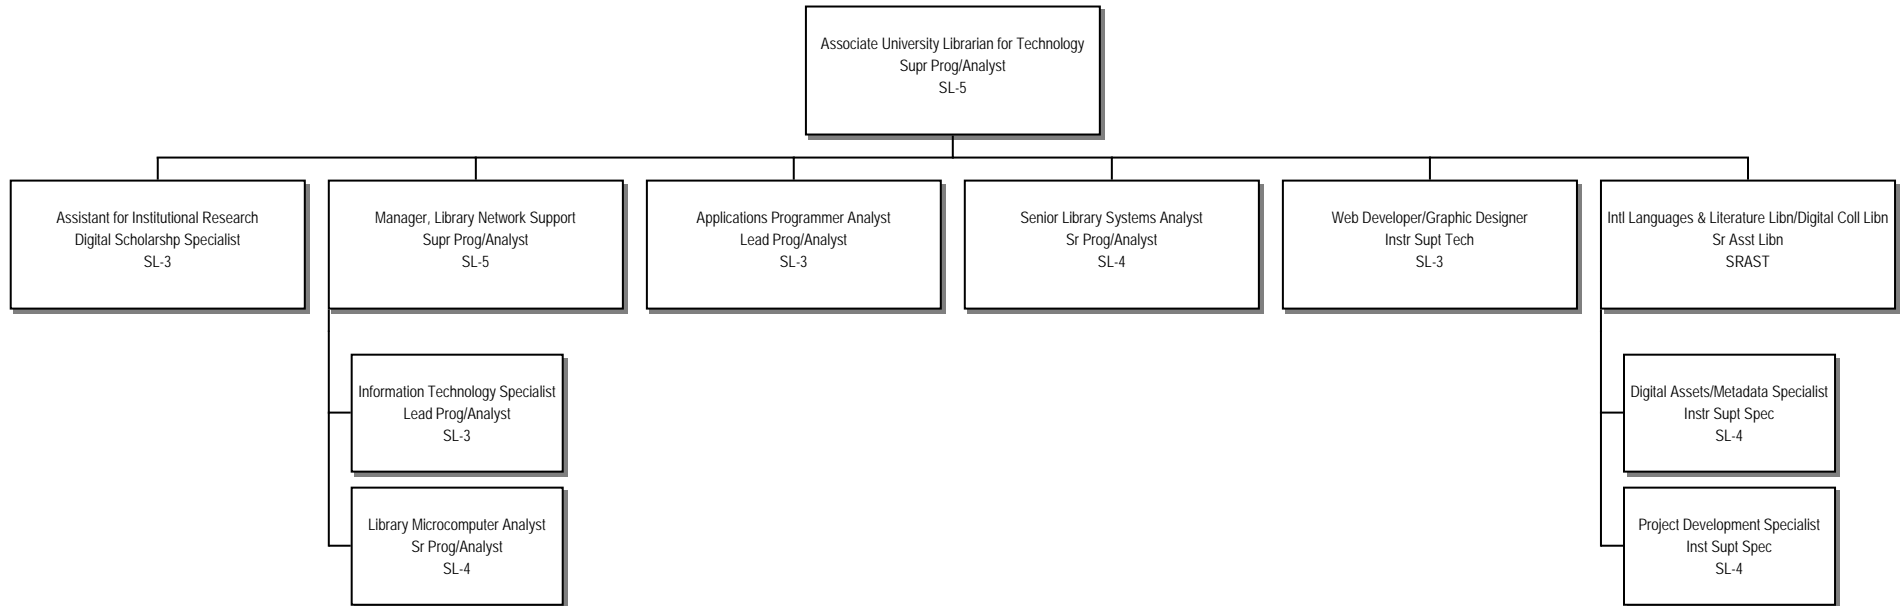 Associate University Librarian for Technology
Supr Prog/Analyst
SL-5
Assistant for Institutional Research
Digital Scholarshp Specialist
SL-3
Manager, Library Network Support
Supr Prog/Analyst
SL-5
Applications Programmer Analyst
Lead Prog/Analyst
SL-3
Senior Library Systems Analyst
Sr Prog/Analyst
SL-4
Web Developer/Graphic Designer
Instr Supt Tech
SL-3
Intl Languages & Literature Libn/Digital Coll Libn
Sr Asst Libn
SRAST
Information Technology Specialist
Lead Prog/Analyst
SL-3
Library Microcomputer Analyst
Sr Prog/Analyst
SL-4
Digital Assets/Metadata Specialist
Instr Supt Spec
SL-4
Project Development Specialist
Inst Supt Spec
SL-4